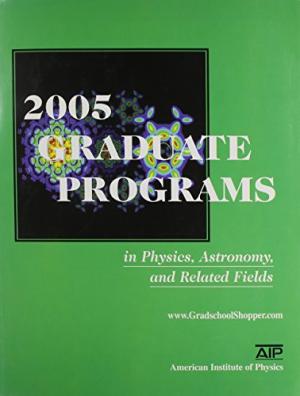 2005
GRADUATE
PROGRAMS
in Physics, Astronomy,
and Related Fields
www.GradschoolShopper.com
AIP
American Institute of Physics